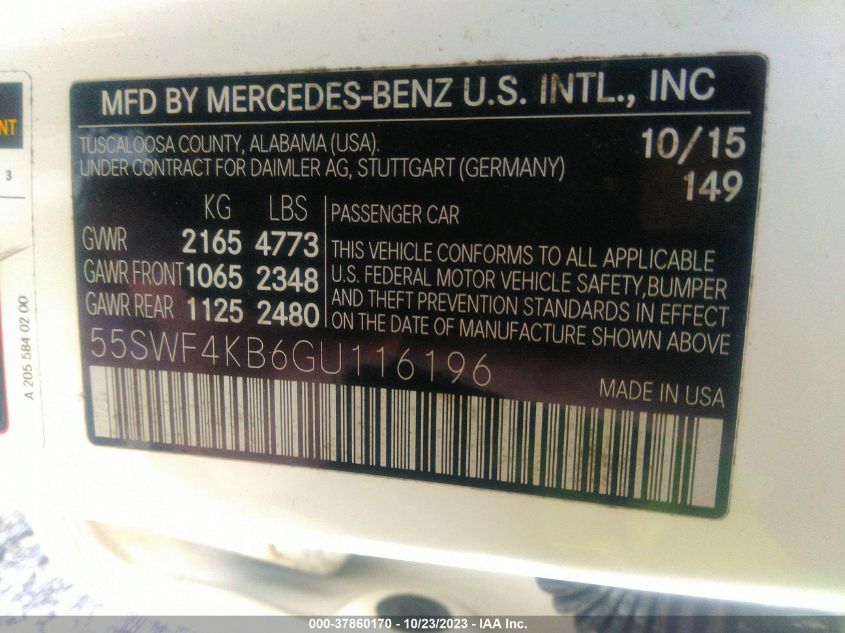 MFD BY MERCEDES-BENZ U.S. INTL., INC
TUSCALOOSA COUNTY, ALABAMA (USA).
UNDER CONTRACT FOR DAIMLER AG, STUTTGART (GERMANY)
10/15
149
KG LBS
GVWR 2165 4773
GAWR FRONT 1065 2348
GAWR REAR 1125 2480
PASSENGER CAR
THIS VEHICLE CONFORMS TO ALL APPLICABLE
U.S. FEDERAL MOTOR VEHICLE SAFETY,BUMPER
AND THEFT PREVENTION STANDARDS IN EFFECT
ON THE DATE OF MANUFACTURE SHOWN ABOVE
55SWF4KB6GU116196
MADE IN USA
NT
3
A 205 584 02 00
000-37860170 - 10/23/2023 - IAA Inc.